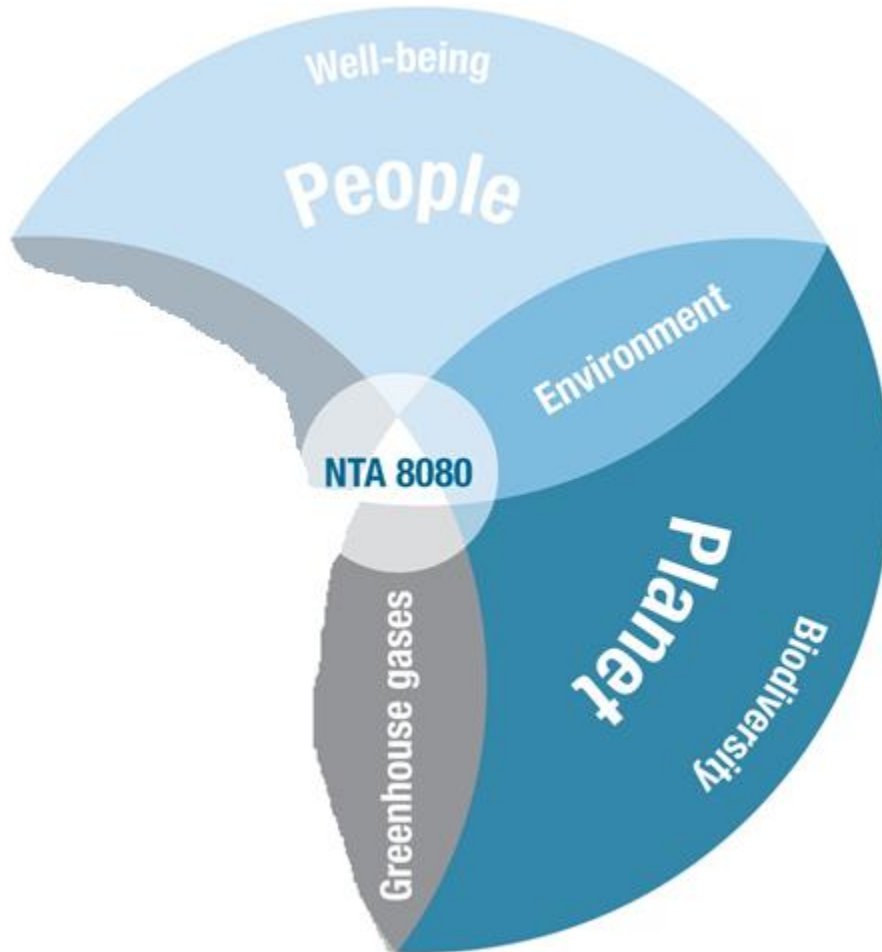 Well-being
People
Environment
NTA 8080
Planet
Biodiversity
Greenhouse gases